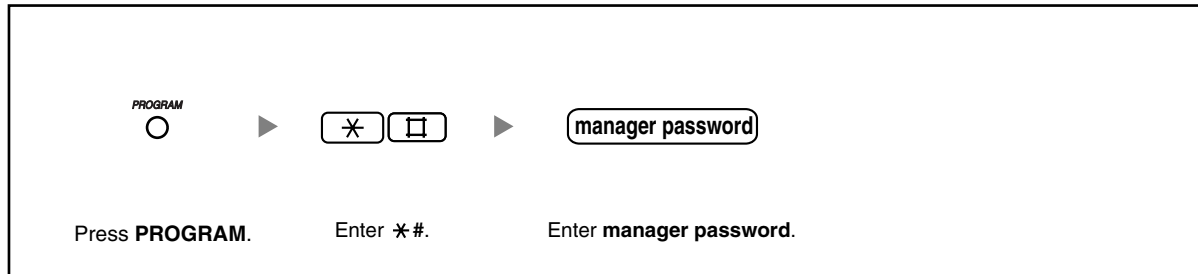 PROGRAM
* # manager password
Press PROGRAM. Enter *#. Enter manager password.